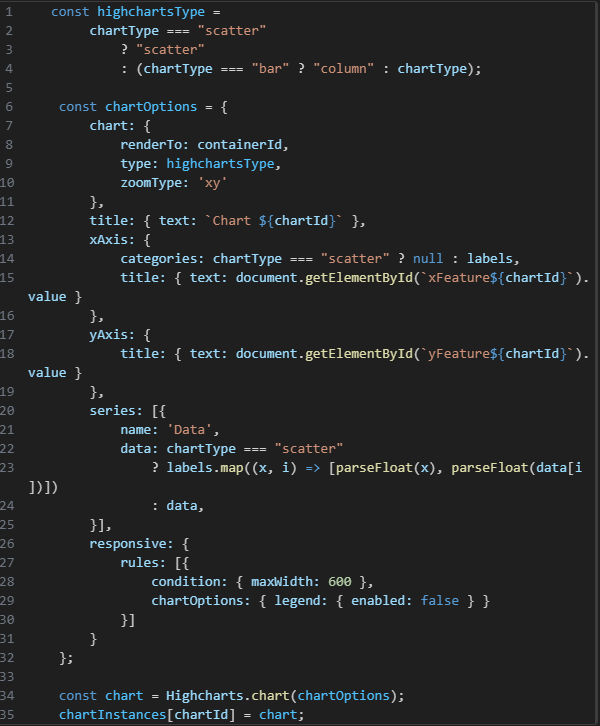 1 const highchartsType =
2 chartType === "scatter"
3 ? "scatter"
4 : (chartType === "bar" ? "column" : chartType);
5
6 const chartOptions = {
7 chart: {
8 renderTo: containerId,
9 type: highchartsType,
10 zoomType: 'xy'
11 },
12 title: { text: `Chart ${chartId}` },
13 xAxis: {
14 categories: chartType === "scatter" ? null : labels,
15 title: { text: document.getElementById(`xFeature${chartId}`).
value }
16 },
17 yAxis: {
18 title: { text: document.getElementById(`yFeature${chartId}`).
value }
19 },
20 series: [{
21 name: 'Data',
22 data: chartType === "scatter"
23 ? labels.map((x, i) => [parseFloat(x), parseFloat(data[i
])])
24 : data,
25 }],
26 responsive: {
27 rules: [{
28 condition: { maxWidth: 600 },
29 chartOptions: { legend: { enabled: false } }
30 }]
31 }
32 };
33
34 const chart = Highcharts.chart(chartOptions);
35 chartInstances[chartId] = chart;